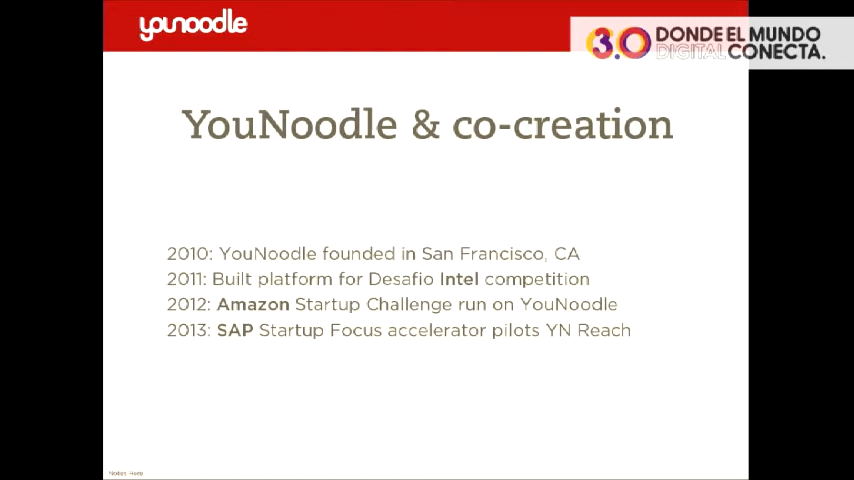 younoodle
3.0 DONDE EL MUNDO
DIGITAL CONECTA.
YouNoodle & co-creation
2010: YouNoodle founded in San Francisco, CA
2011: Built platform for Desafio Intel competition
2012: Amazon Startup Challenge run on YouNoodle
2013: SAP Startup Focus accelerator pilots YN Reach
Notes Here